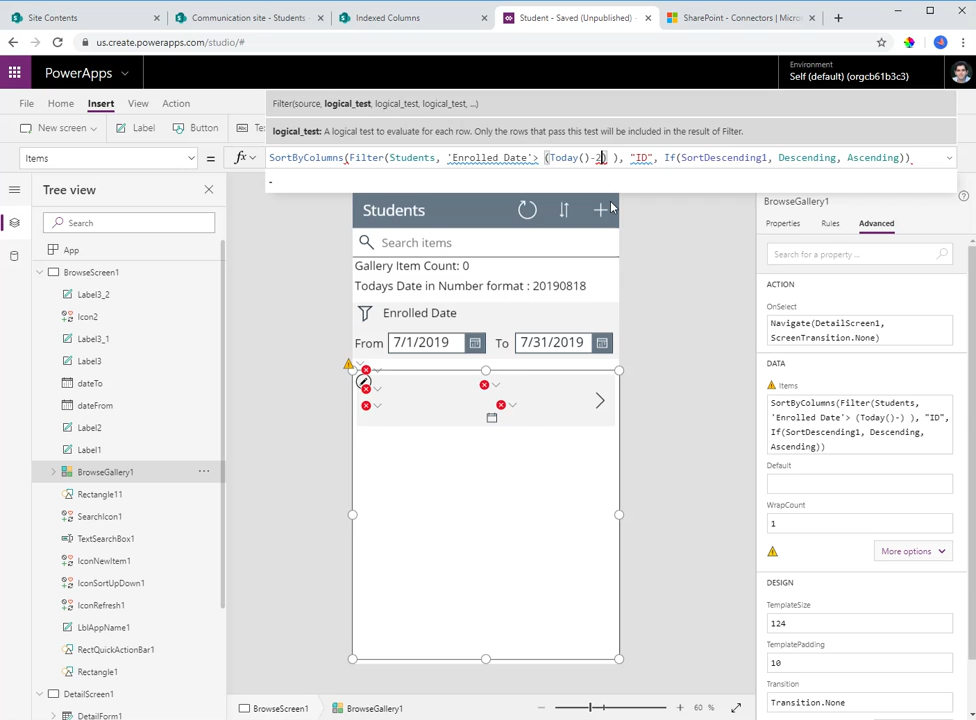 Site Contents
Communication site - Students -
Indexed Columns
Student - Saved (Unpublished) -
SharePoint - Connectors | Micro
us.create.powerapps.com/studio/#
PowerApps
Environment
Self (default) (orgcb61b3c3)
File Home Insert View Action
Filter(source, logical_test, logical_test, logical_test, ...)
New screen Label Button
logical_test: A logical test to evaluate for each row. Only the rows that pass this test will be included in the result of Filter.
Items = fx SortByColumns(Filter(Students, 'Enrolled Date'> (Today()-2) ), "ID", If(SortDescending1, Descending, Ascending))
-
Tree view
Search
App
BrowseScreen1
Label3_2
Icon2
Label3_1
Label3
dateTo
dateFrom
Label2
Label1
BrowseGallery1 ...
Rectangle11
SearchIcon1
TextSearchBox1
IconNewItem1
IconSortUpDown1
IconRefresh1
LblAppName1
RectQuickActionBar1
Rectangle1
DetailScreen1
DetailForm1
Students
Search items
Gallery Item Count: 0
Todays Date in Number format : 20190818
Enrolled Date
From 7/1/2019 To 7/31/2019
BrowseScreen1 BrowseGallery1
60 %
BrowseGallery1
Properties Rules Advanced
Search for a property ...
ACTION
OnSelect
Navigate(DetailScreen1,
ScreenTransition.None)
DATA
Items
SortByColumns(Filter(Students,
'Enrolled Date'> (Today()-) ), "ID",
If(SortDescending1, Descending,
Ascending))
Default
WrapCount
1
More options
DESIGN
TemplateSize
124
TemplatePadding
10
Transition
Transition.None